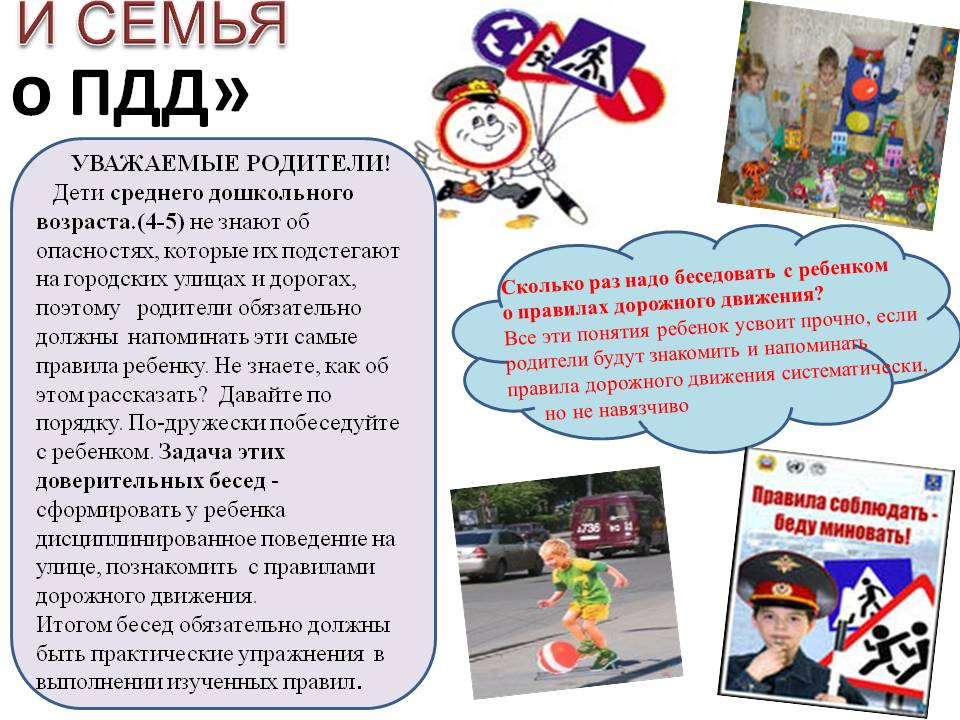 И СЕМЬЯ
о ПДД»
УВАЖАЕМЫЕ РОДИТЕЛИ!
Дети среднего дошкольного
возраста.(4-5) не знают об
опасностях, которые их подстегают
на городских улицах и дорогах,
поэтому родители обязательно
должны напоминать эти самые
правила ребенку. Не знаете, как об
этом рассказать? Давайте по
порядку. По-дружески побеседуйте
с ребенком. Задача этих
доверительных бесед -
сформировать у ребенка
дисциплинированное поведение на
улице, познакомить с правилами
дорожного движения.
Итогом бесед обязательно должны
быть практические упражнения в
выполнении изученных правил.
Сколько раз надо беседовать с ребенком
о правилах дорожного движения?
Все эти понятия ребенок усвоит прочно, если
родители будут знакомить и напоминать
правила дорожного движения систематически,
но не навязчиво
Правила соблюдать -
беду миновать!